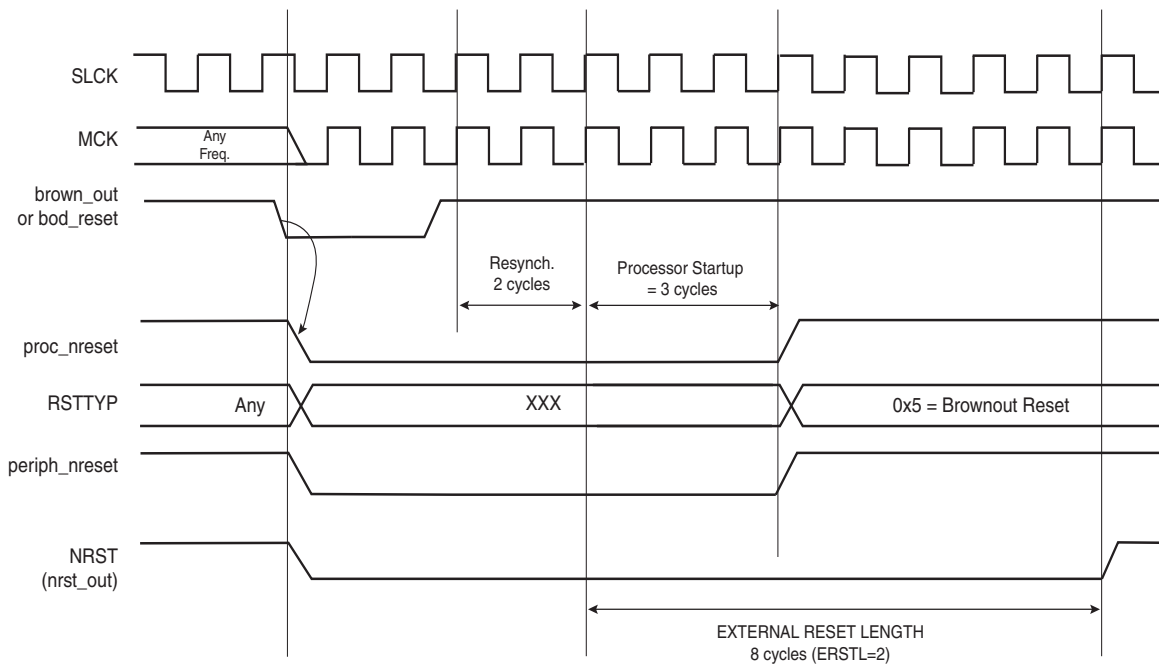 SLCK
MCK
Any
Freq.
brown_out
or bod_reset
Resynch.
2 cycles
Processor Startup
= 3 cycles
proc_nreset
RSTTYP
Any
XXX
0x5 = Brownout Reset
periph_nreset
NRST
(nrst_out)
EXTERNAL RESET LENGTH
8 cycles (ERSTL=2)